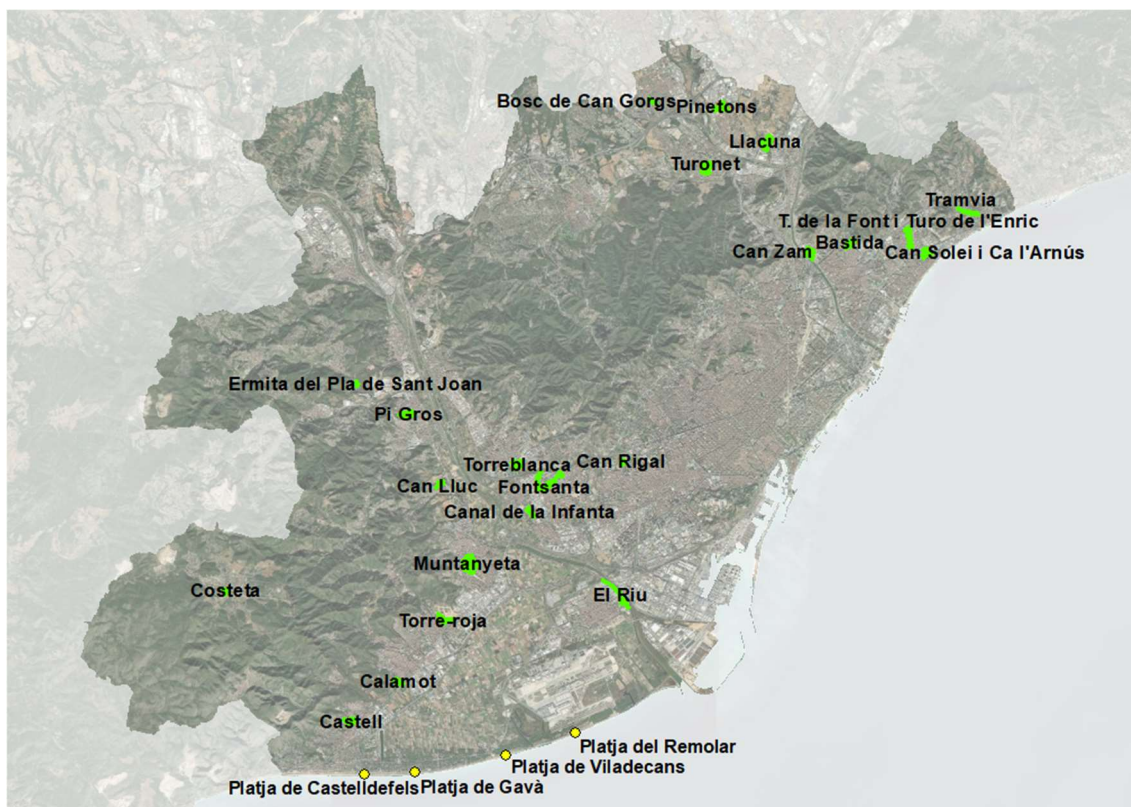 Bosc de Can Gorgs
Pinetons
Llacuna
Turonet
Tramvia
T. de la Font i Turo de l'Enric
Can Zam
Bastida
Can Solei i Ca l'Arnús
Ermita del Pla de Sant Joan
Pi Gros
Torreblanca
Can Rigal
Can Lluc
Fontsanta
Canal de la Infanta
Muntanyeta
Costeta
El Riu
Torre-roja
Calamot
Castell
Platja del Remolar
Platja de Viladecans
Platja de Castelldefels
Platja de Gavà